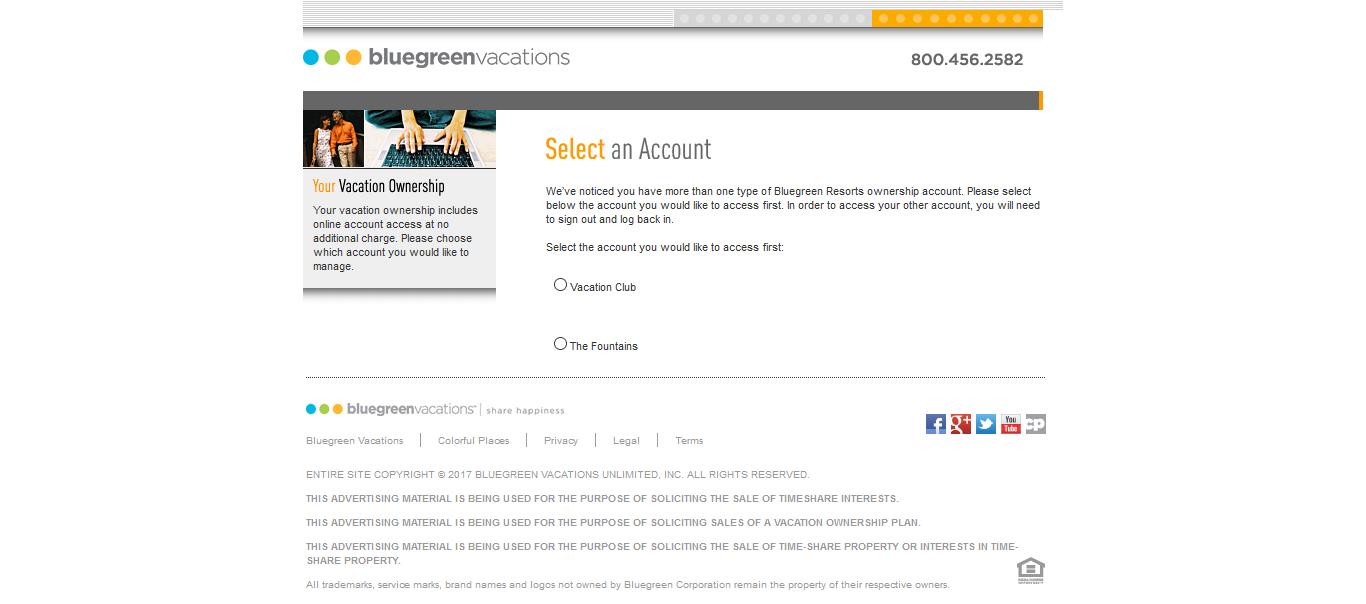 bluegreenvacations
800.456.2582
Your Vacation Ownership
Your vacation ownership includes
online account access at no
additional charge. Please choose
which account you would like to
manage.
Select an Account
We've noticed you have more than one type of Bluegreen Resorts ownership account. Please select
below the account you would like to access first. In order to access your other account, you will need
to sign out and log back in.
Select the account you would like to access first:
Vacation Club
The Fountains
bluegreenvacations | share happiness
f g+ You Tube cp
Bluegreen Vacations | Colorful Places | Privacy | Legal | Terms
ENTIRE SITE COPYRIGHT © 2017 BLUEGREEN VACATIONS UNLIMITED, INC. ALL RIGHTS RESERVED.
THIS ADVERTISING MATERIAL IS BEING USED FOR THE PURPOSE OF SOLICITING THE SALE OF TIMESHARE INTERESTS.
THIS ADVERTISING MATERIAL IS BEING USED FOR THE PURPOSE OF SOLICITING SALES OF A VACATION OWNERSHIP PLAN.
THIS ADVERTISING MATERIAL IS BEING USED FOR THE PURPOSE OF SOLICITING THE SALE OF TIME-SHARE PROPERTY OR INTERESTS IN TIME-
SHARE PROPERTY.
All trademarks, service marks, brand names and logos not owned by Bluegreen Corporation remain the property of their respective owners.